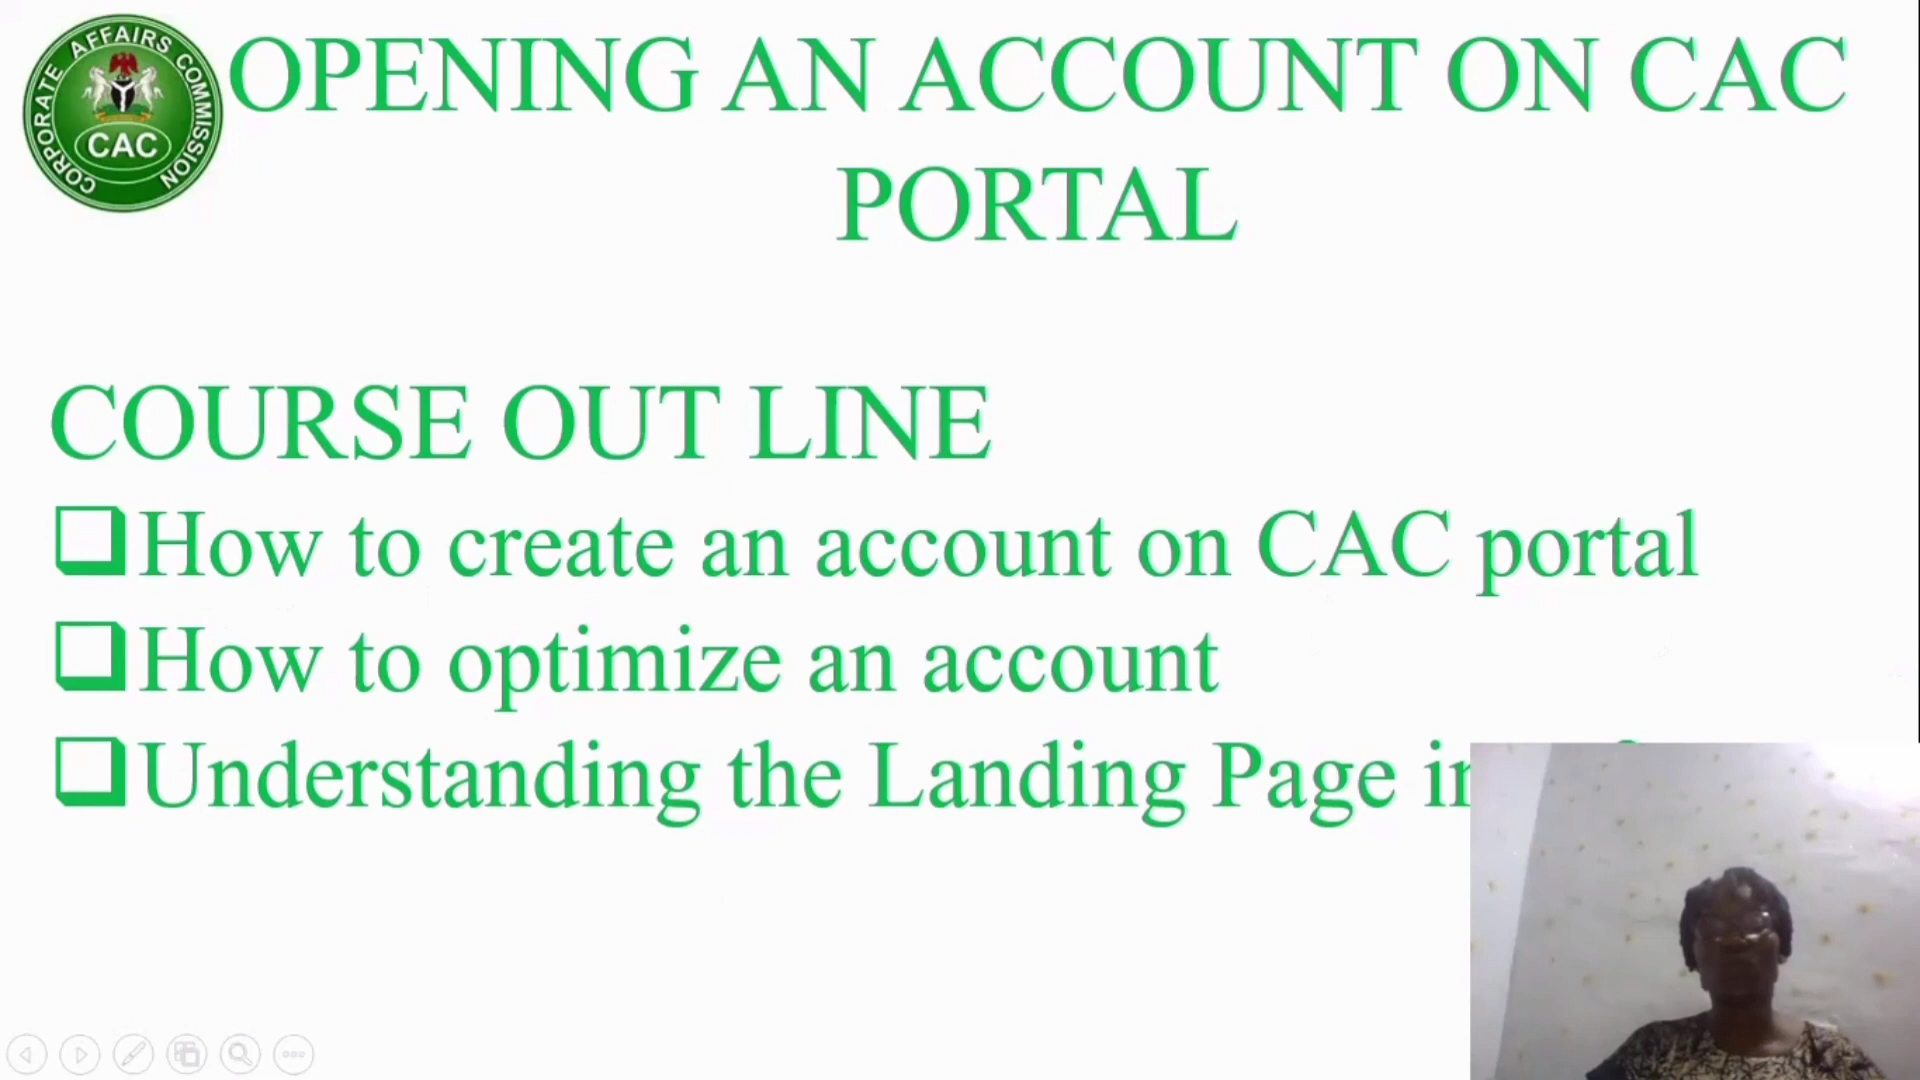 CORPORATE AFFAIRS COMMISSION
CAC
OPENING AN ACCOUNT ON CAC
PORTAL
COURSE OUT LINE
How to create an account on CAC portal
How to optimize an account
Understanding the Landing Page